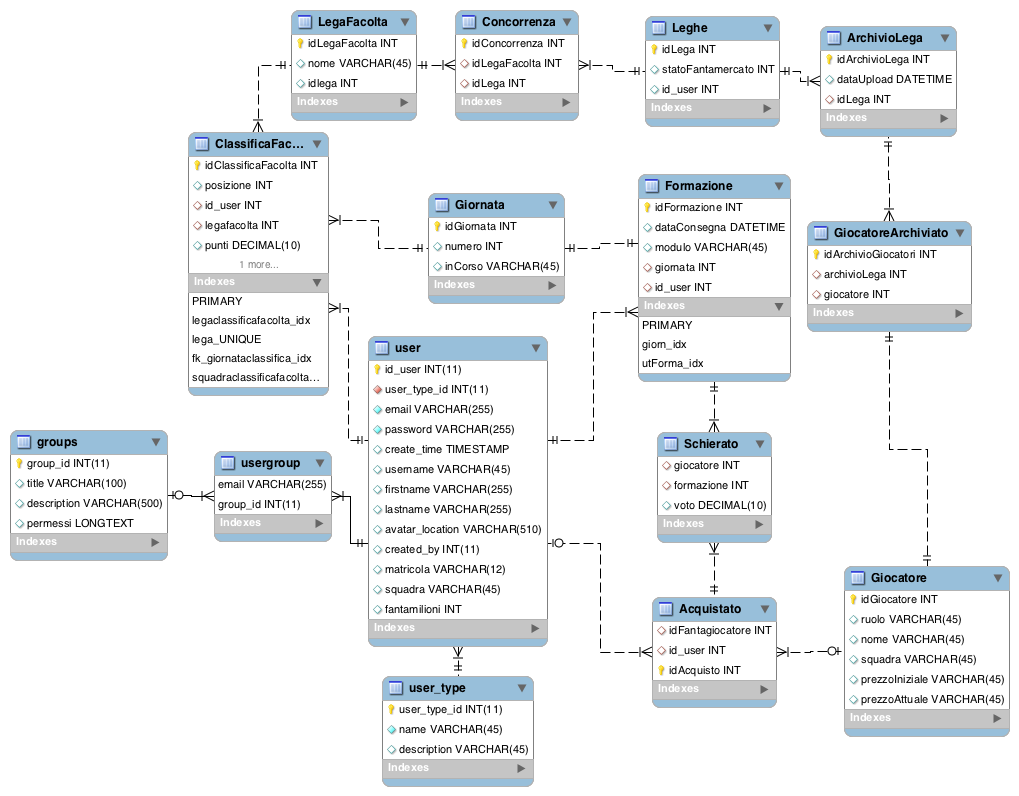 LegaFacolta
idLegaFacolta INT
nome VARCHAR(45)
idlega INT
Indexes
Concorrenza
idConcorrenza INT
idLegaFacolta INT
idLega INT
Indexes
Leghe
idLega INT
statoFantamercato INT
id_user INT
Indexes
ArchivioLega
idArchivioLega INT
dataUpload DATETIME
idLega INT
Indexes
ClassificaFac...
idClassificaFacolta INT
posizione INT
id_user INT
legafacolta INT
punti DECIMAL(10)
1 more...
Indexes
PRIMARY
legaclassificafacolta_idx
lega_UNIQUE
fk_giornataclassifica_idx
squadraclassificafacolta...
Giornata
idGiornata INT
numero INT
inCorso VARCHAR(45)
Indexes
Formazione
idFormazione INT
dataConsegna DATETIME
modulo VARCHAR(45)
giornata INT
id_user INT
Indexes
PRIMARY
giorn_idx
utForma_idx
GiocatoreArchiviato
idArchivioGiocatori INT
archivioLega INT
giocatore INT
Indexes
user
id_user INT(11)
user_type_id INT(11)
email VARCHAR(255)
password VARCHAR(255)
create_time TIMESTAMP
username VARCHAR(45)
firstname VARCHAR(255)
lastname VARCHAR(255)
avatar_location VARCHAR(510)
created_by INT(11)
matricola VARCHAR(12)
squadra VARCHAR(45)
fantamilioni INT
Indexes
groups
group_id INT(11)
title VARCHAR(100)
description VARCHAR(500)
permessi LONGTEXT
Indexes
usergroup
email VARCHAR(255)
group_id INT(11)
Indexes
Schierato
giocatore INT
formazione INT
voto DECIMAL(10)
Indexes
Acquistato
idFantagiocatore INT
id_user INT
idAcquisto INT
Indexes
Giocatore
idGiocatore INT
ruolo VARCHAR(45)
nome VARCHAR(45)
squadra VARCHAR(45)
prezzoIniziale VARCHAR(45)
prezzoAttuale VARCHAR(45)
Indexes
user_type
user_type_id INT(11)
name VARCHAR(45)
description VARCHAR(45)
Indexes